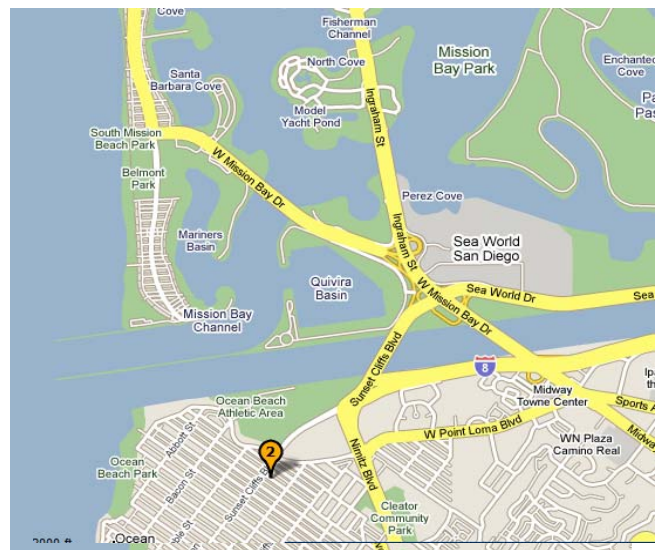 Fisherman
Channel
Cove
North Cove
Mission
Bay Park
Enchanted
Cove
Santa
Barbara Cove
Model
Yacht Pond
Ingraham St
South Mission
Beach Park
W Mission Bay Dr
Belmont
Park
Perez Cove
Mariners
Basin
Ingraham St
Sea World
San Diego
Quivira
Basin
W Mission Bay Dr
Sea World Dr
Sea
Mission Bay
Channel
Sunset Cliffs Blvd
8
Ocean Beach
Athletic Area
Midway
Towne Center
Sports A
Abbott St
W Point Loma Blvd
WN Plaza
Camino Real
Midway
2
Ocean
Beach Park
Bacon St
Sunset Cliffs B
Nimitz Blvd
Cleator
Community
Park
Ocean